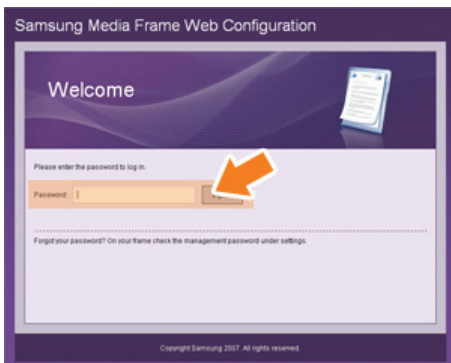 Samsung Media Frame Web Configuration
Welcome
Please enter the password to log in.
Password:
Forgot your password? On your frame check the management password under settings.
Copyright Samsung 2007. All rights reserved.